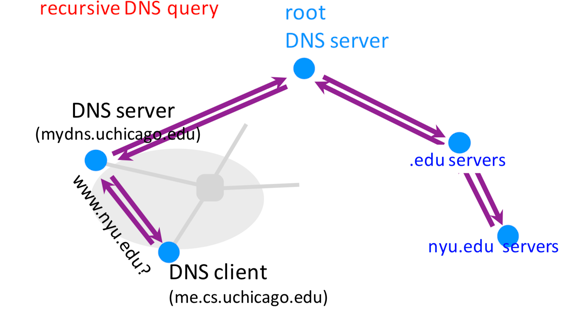 recursive DNS query
root
DNS server
DNS server
(mydns.uchicago.edu)
.edu servers
www.nyu.edu?
nyu.edu servers
DNS client
(me.cs.uchicago.edu)